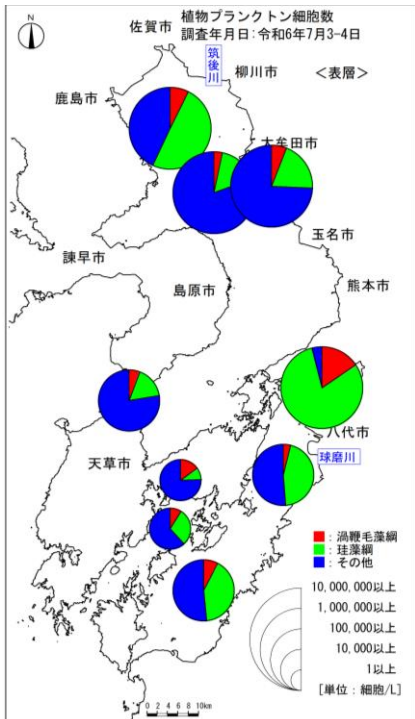 植物プランクトン細胞数
調査年月日:令和6年7月3-4日
<表層>
N
佐賀市
筑後川
柳川市
鹿島市
大牟田市
玉名市
諫早市
島原市
熊本市
八代市
球磨川
天草市
:渦鞭毛藻綱
:珪藻綱
:その他
10,000,000以上
1,000,000以上
100,000以上
10,000以上
1以上
[単位:細胞/L]
0 2 4 6 8 10km